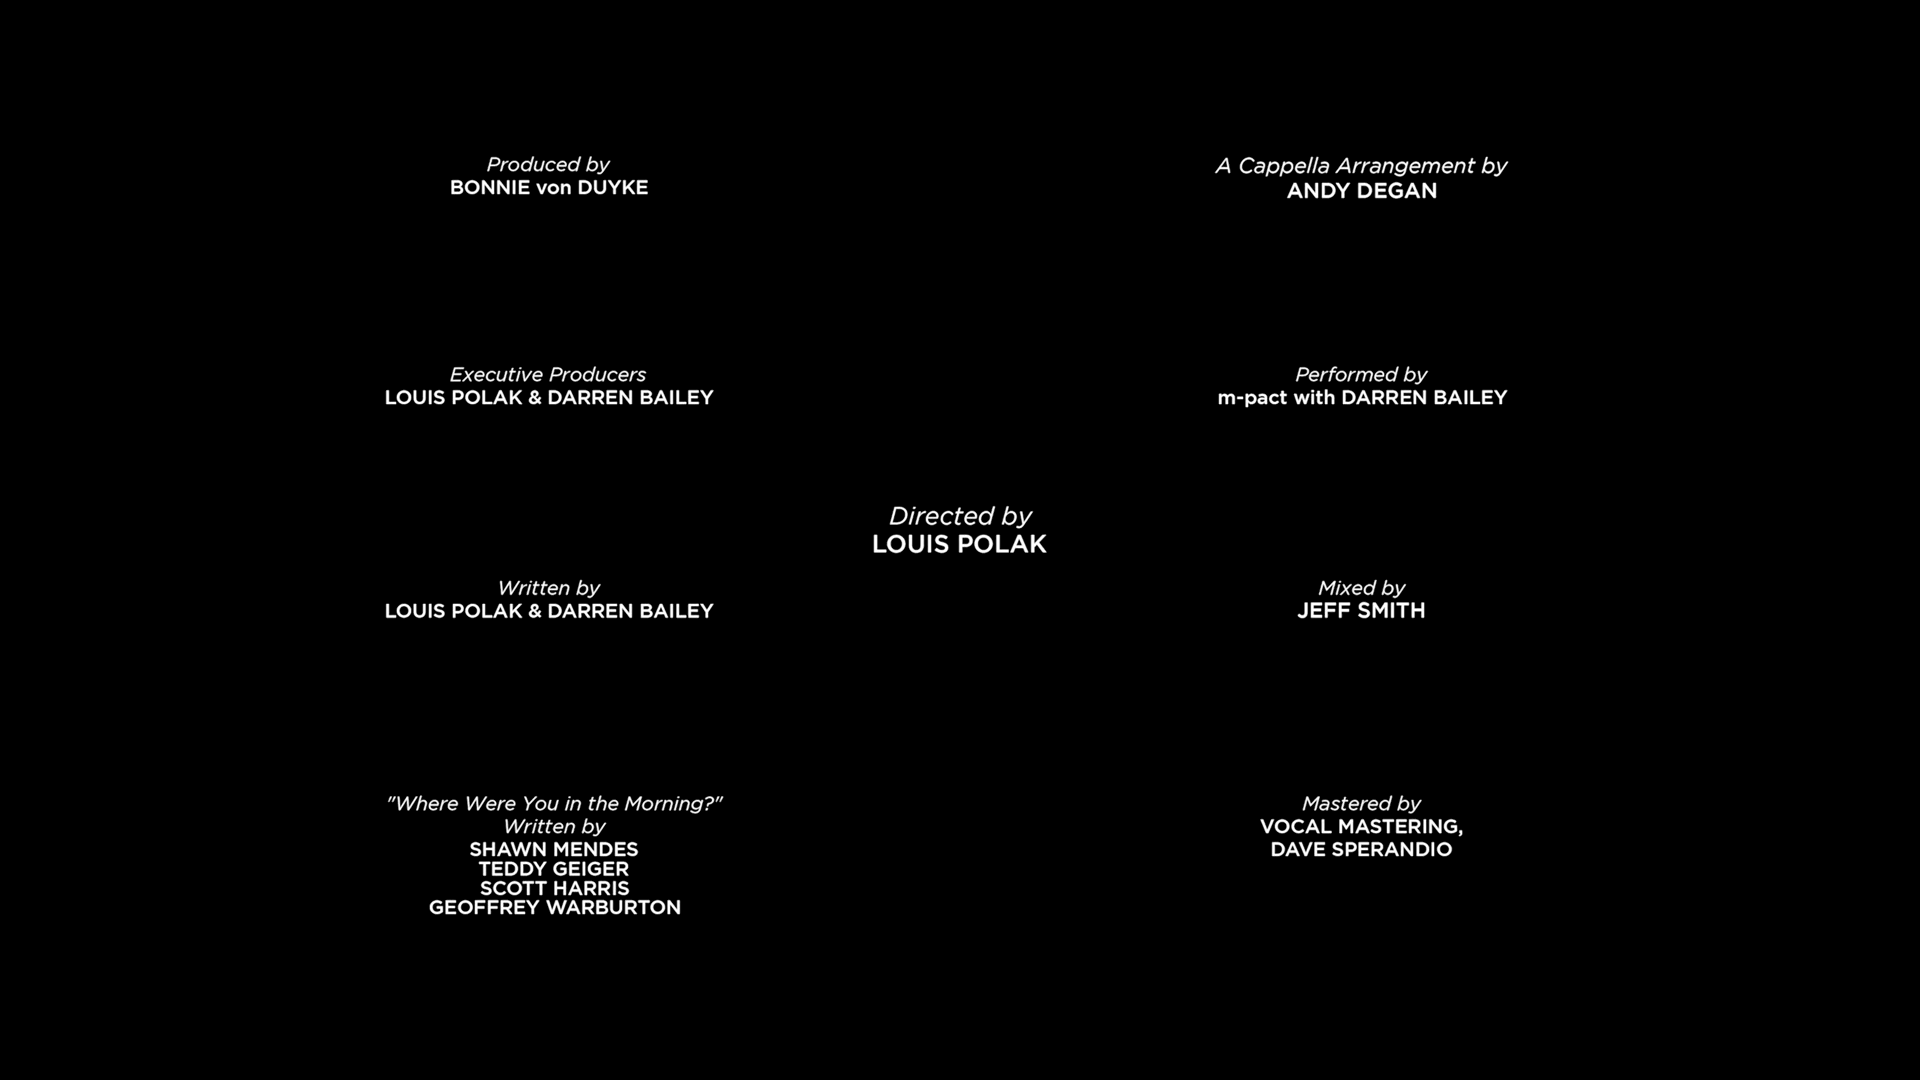 Produced by
BONNIE von DUYKE
Executive Producers
LOUIS POLAK & DARREN BAILEY
Written by
LOUIS POLAK & DARREN BAILEY
"Where Were You in the Morning?"
Written by
SHAWN MENDES
TEDDY GEIGER
SCOTT HARRIS
GEOFFREY WARBURTON
Directed by
LOUIS POLAK
A Cappella Arrangement by
ANDY DEGAN
Performed by
m-pact with DARREN BAILEY
Mixed by
JEFF SMITH
Mastered by
VOCAL MASTERING,
DAVE SPERANDIO